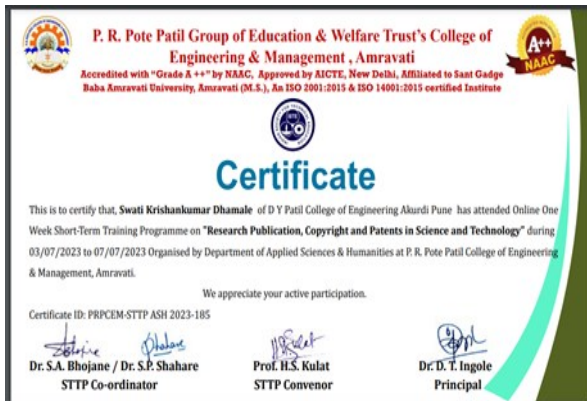 P. R. Pote Patil Group of Education & Welfare Trust's College of
Engineering & Management , Amravati
Accredited with "Grade A ++" by NAAC, Approved by AICTE, New Delhi, Affiliated to Sant Gadge
Baba Amravati University, Amravati (M.S.), An ISO 2001:2015 & ISO 14001:2015 certified Institute
A++
NAAC
Certificate
This is to certify that, Swati Krishankumar Dhamale of D Y Patil College of Engineering Akurdi Pune has attended Online One
Week Short-Term Training Programme on "Research Publication, Copyright and Patents in Science and Technology" during
03/07/2023 to 07/07/2023 Organised by Department of Applied Sciences & Humanities at P. R. Pote Patil College of Engineering
& Management, Amravati.
We appreciate your active participation.
Certificate ID: PRPCEM-STTP ASH 2023-185
Dr. S.A. Bhojane / Dr. S.P. Shahare
STTP Co-ordinator
Prof. H.S. Kulat
STTP Convenor
Dr. D. T. Ingole
Principal